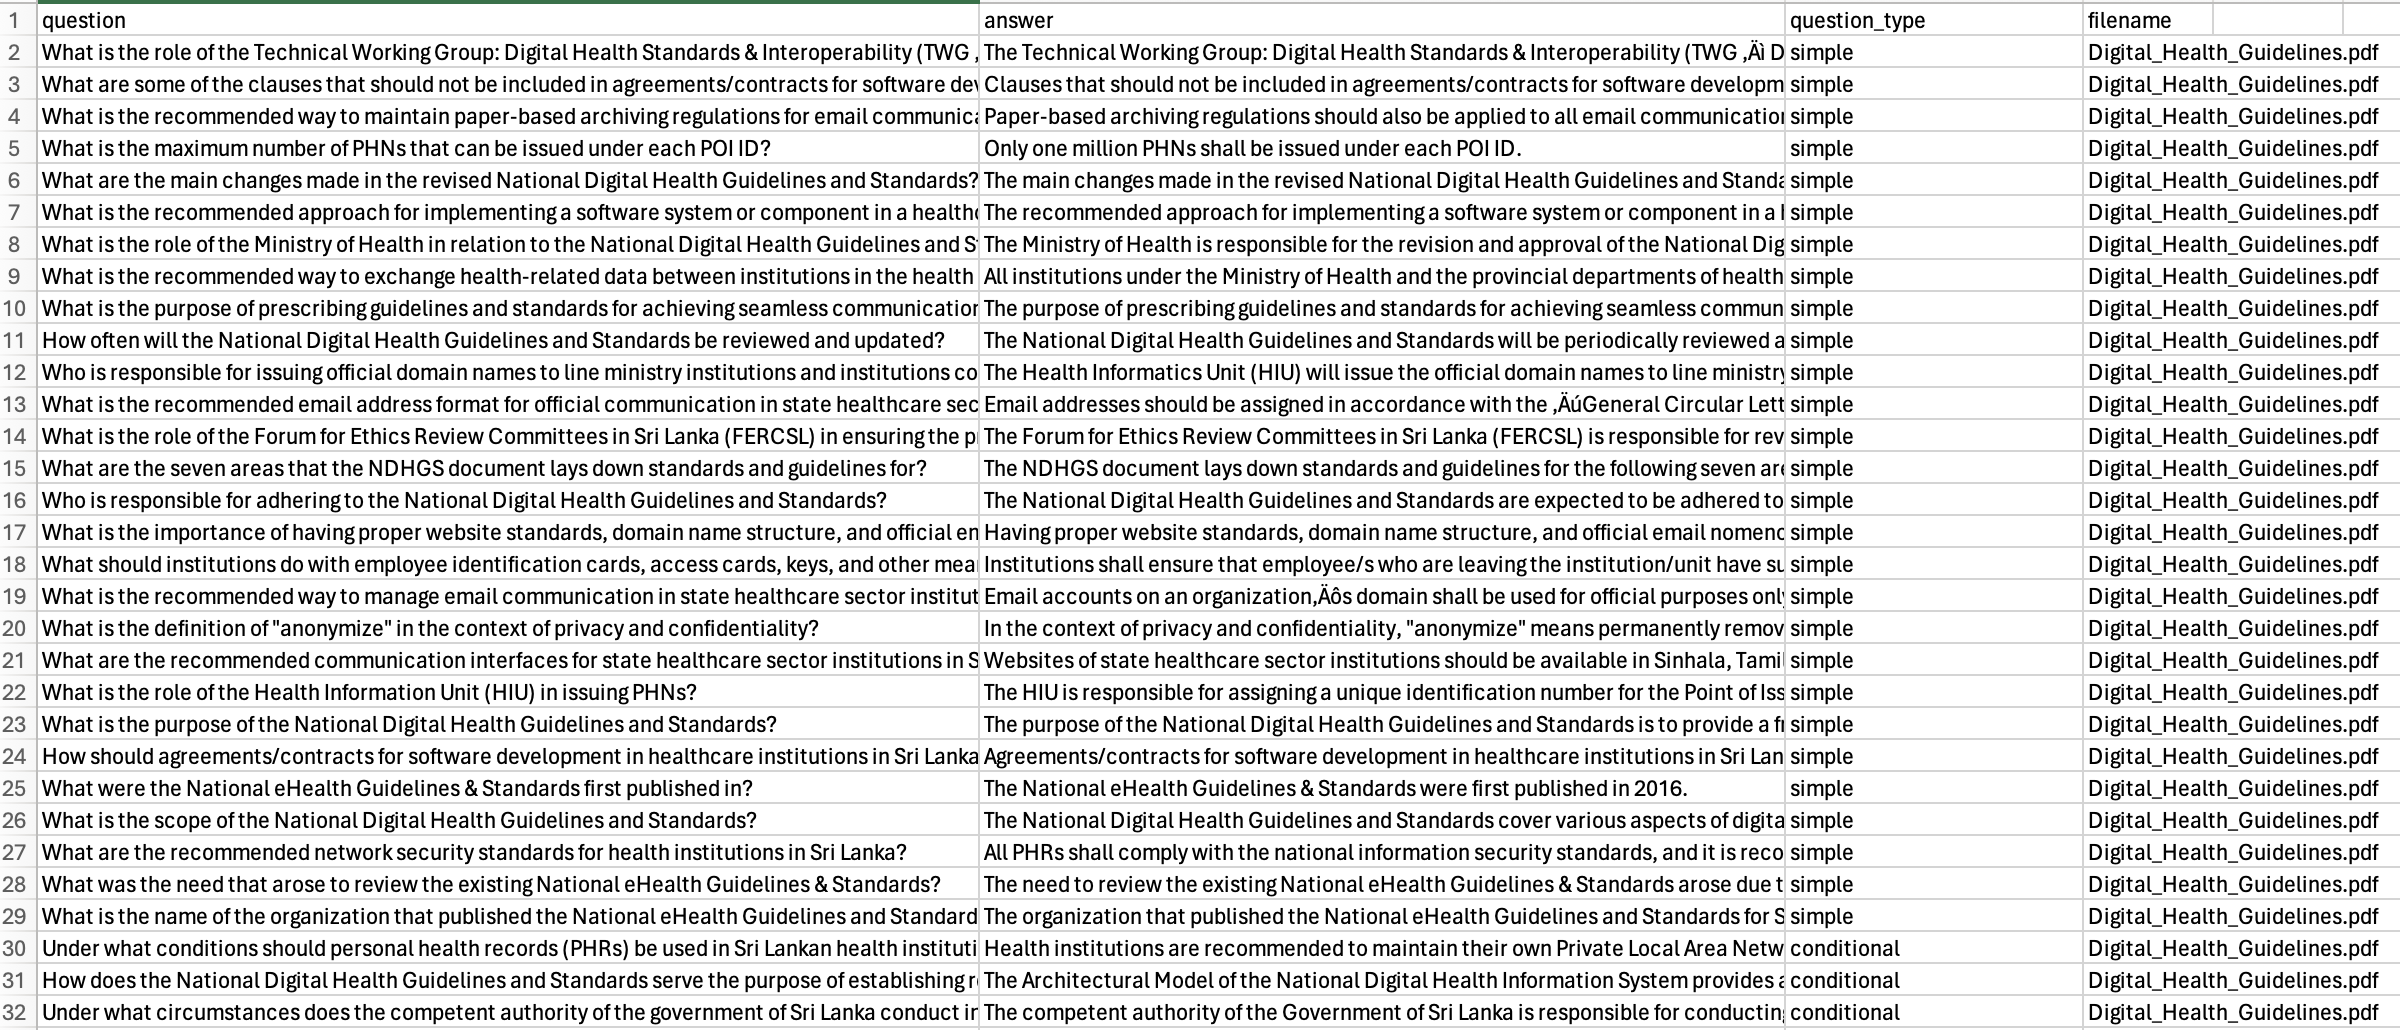 1 question answer question_type filename
2 What is the role of the Technical Working Group: Digital Health Standards & Interoperability (TWG , The Technical Working Group: Digital Health Standards & Interoperability (TWG ‚Äì D simple Digital_Health_Guidelines.pdf
3 What are some of the clauses that should not be included in agreements/contracts for software dev Clauses that should not be included in agreements/contracts for software developm simple Digital_Health_Guidelines.pdf
4 What is the recommended way to maintain paper-based archiving regulations for email communica Paper-based archiving regulations should also be applied to all email communication simple Digital_Health_Guidelines.pdf
5 What is the maximum number of PHNs that can be issued under each POI ID? Only one million PHNs shall be issued under each POI ID. simple Digital_Health_Guidelines.pdf
6 What are the main changes made in the revised National Digital Health Guidelines and Standards? The main changes made in the revised National Digital Health Guidelines and Standa simple Digital_Health_Guidelines.pdf
7 What is the recommended approach for implementing a software system or component in a healthc The recommended approach for implementing a software system or component in a simple Digital_Health_Guidelines.pdf
8 What is the role of the Ministry of Health in relation to the National Digital Health Guidelines and S The Ministry of Health is responsible for the revision and approval of the National Dig simple Digital_Health_Guidelines.pdf
9 What is the recommended way to exchange health-related data between institutions in the health All institutions under the Ministry of Health and the provincial departments of health simple Digital_Health_Guidelines.pdf
10 What is the purpose of prescribing guidelines and standards for achieving seamless communication The purpose of prescribing guidelines and standards for achieving seamless commun simple Digital_Health_Guidelines.pdf
11 How often will the National Digital Health Guidelines and Standards be reviewed and updated? The National Digital Health Guidelines and Standards will be periodically reviewed a simple Digital_Health_Guidelines.pdf
12 Who is responsible for issuing official domain names to line ministry institutions and institutions co The Health Informatics Unit (HIU) will issue the official domain names to line ministry simple Digital_Health_Guidelines.pdf
13 What is the recommended email address format for official communication in state healthcare sec Email addresses should be assigned in accordance with the ‚ÄúGeneral Circular Lett simple Digital_Health_Guidelines.pdf
14 What is the role of the Forum for Ethics Review Committees in Sri Lanka (FERCSL) in ensuring the p The Forum for Ethics Review Committees in Sri Lanka (FERCSL) is responsible for rev simple Digital_Health_Guidelines.pdf
15 What are the seven areas that the NDHGS document lays down standards and guidelines for? The NDHGS document lays down standards and guidelines for the following seven are simple Digital_Health_Guidelines.pdf
16 Who is responsible for adhering to the National Digital Health Guidelines and Standards? The National Digital Health Guidelines and Standards are expected to be adhered to simple Digital_Health_Guidelines.pdf
17 What is the importance of having proper website standards, domain name structure, and official en Having proper website standards, domain name structure, and official email nomenc simple Digital_Health_Guidelines.pdf
18 What should institutions do with employee identification cards, access cards, keys, and other mea Institutions shall ensure that employee/s who are leaving the institution/unit have su simple Digital_Health_Guidelines.pdf
19 What is the recommended way to manage email communication in state healthcare sector institut Email accounts on an organization‚Äôs domain shall be used for official purposes only simple Digital_Health_Guidelines.pdf
20 What is the definition of "anonymize" in the context of privacy and confidentiality? In the context of privacy and confidentiality, "anonymize" means permanently remov simple Digital_Health_Guidelines.pdf
21 What are the recommended communication interfaces for state healthcare sector institutions in S Websites of state healthcare sector institutions should be available in Sinhala, Tami simple Digital_Health_Guidelines.pdf
22 What is the role of the Health Information Unit (HIU) in issuing PHNs? The HIU is responsible for assigning a unique identification number for the Point of Iss simple Digital_Health_Guidelines.pdf
23 What is the purpose of the National Digital Health Guidelines and Standards? The purpose of the National Digital Health Guidelines and Standards is to provide a fr simple Digital_Health_Guidelines.pdf
24 How should agreements/contracts for software development in healthcare institutions in Sri Lanka Agreements/contracts for software development in healthcare institutions in Sri Lan simple Digital_Health_Guidelines.pdf
25 What were the National eHealth Guidelines & Standards first published in? The National eHealth Guidelines & Standards were first published in 2016. simple Digital_Health_Guidelines.pdf
26 What is the scope of the National Digital Health Guidelines and Standards? The National Digital Health Guidelines and Standards cover various aspects of digita simple Digital_Health_Guidelines.pdf
27 What are the recommended network security standards for health institutions in Sri Lanka? All PHRs shall comply with the national information security standards, and it is reco simple Digital_Health_Guidelines.pdf
28 What was the need that arose to review the existing National eHealth Guidelines & Standards? The need to review the existing National eHealth Guidelines & Standards arose due t simple Digital_Health_Guidelines.pdf
29 What is the name of the organization that published the National eHealth Guidelines and Standard The organization that published the National eHealth Guidelines and Standards for S simple Digital_Health_Guidelines.pdf
30 Under what conditions should personal health records (PHRs) be used in Sri Lankan health instituti Health institutions are recommended to maintain their own Private Local Area Netw conditional Digital_Health_Guidelines.pdf
31 How does the National Digital Health Guidelines and Standards serve the purpose of establishing r The Architectural Model of the National Digital Health Information System provides a conditional Digital_Health_Guidelines.pdf
32 Under what circumstances does the competent authority of the government of Sri Lanka conduct in The competent authority of the Government of Sri Lanka is responsible for conducting conditional Digital_Health_Guidelines.pdf